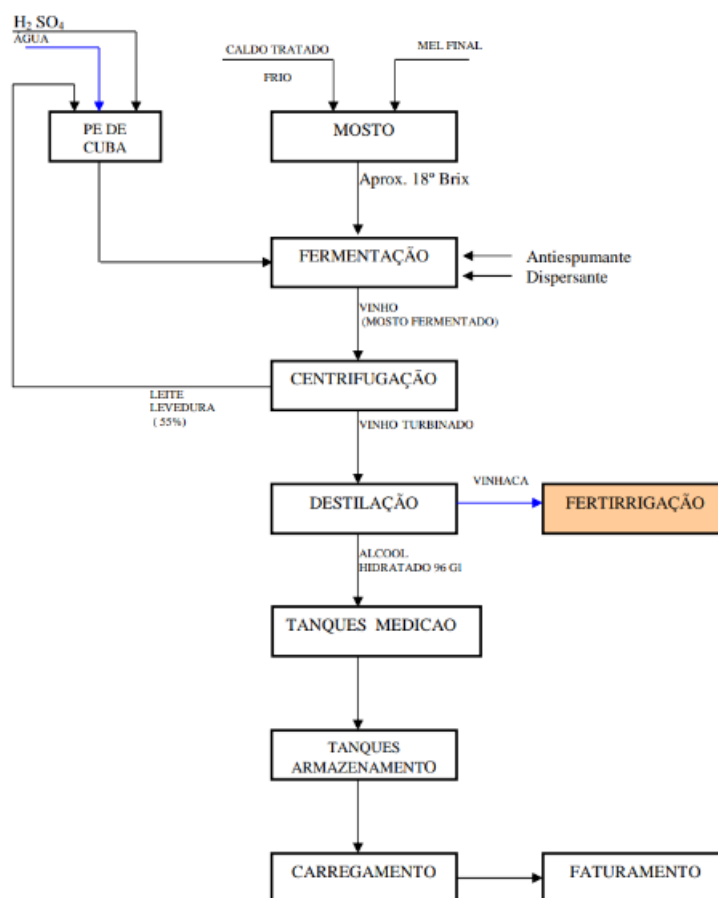 H₂ SO₄
ÁGUA
CALDO TRATADO
FRIO
MEL FINAL
PE DE
CUBA
MOSTO
Aprox. 18º Brix
FERMENTAÇÃO
Antiespumante
Dispersante
VINHO
(MOSTO FERMENTADO)
CENTRIFUGAÇÃO
LEITE
LEVEDURA
( 55%)
VINHO TURBINADO
DESTILAÇÃO
VINHACA
FERTIRRIGAÇÃO
ALCOOL
HIDRATADO 96 Gl
TANQUES MEDICAO
TANQUES
ARMAZENAMENTO
CARREGAMENTO
FATURAMENTO